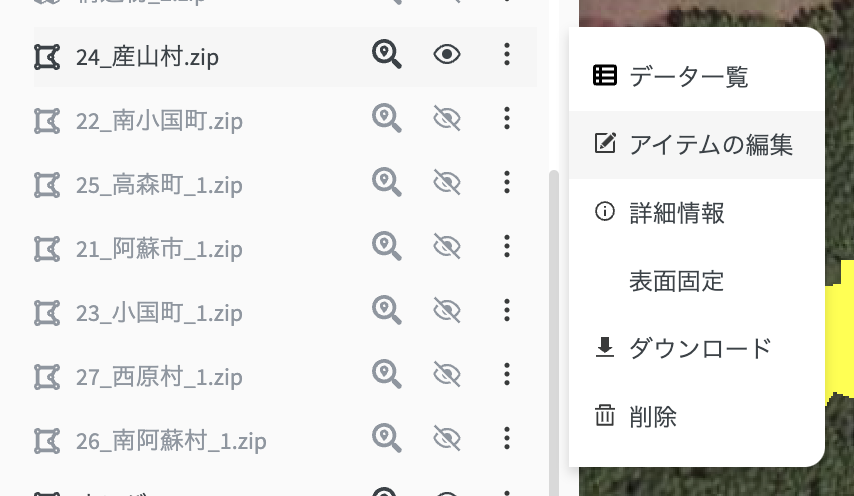 24_産山村.zip
22_南小国町.zip
25_高森町_1.zip
21_阿蘇市_1.zip
23_小国町_1.zip
27_西原村_1.zip
26_南阿蘇村_1.zip
データ一覧
アイテムの編集
詳細情報
表面固定
ダウンロード
削除